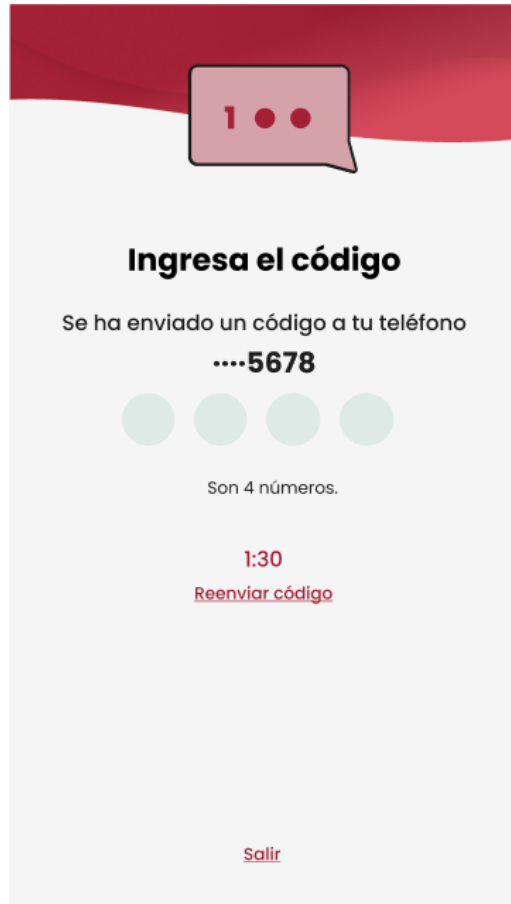 1 ●●
Ingresa el código
Se ha enviado un código a tu teléfono
····5678
Son 4 números.
1:30
Reenviar código
Salir